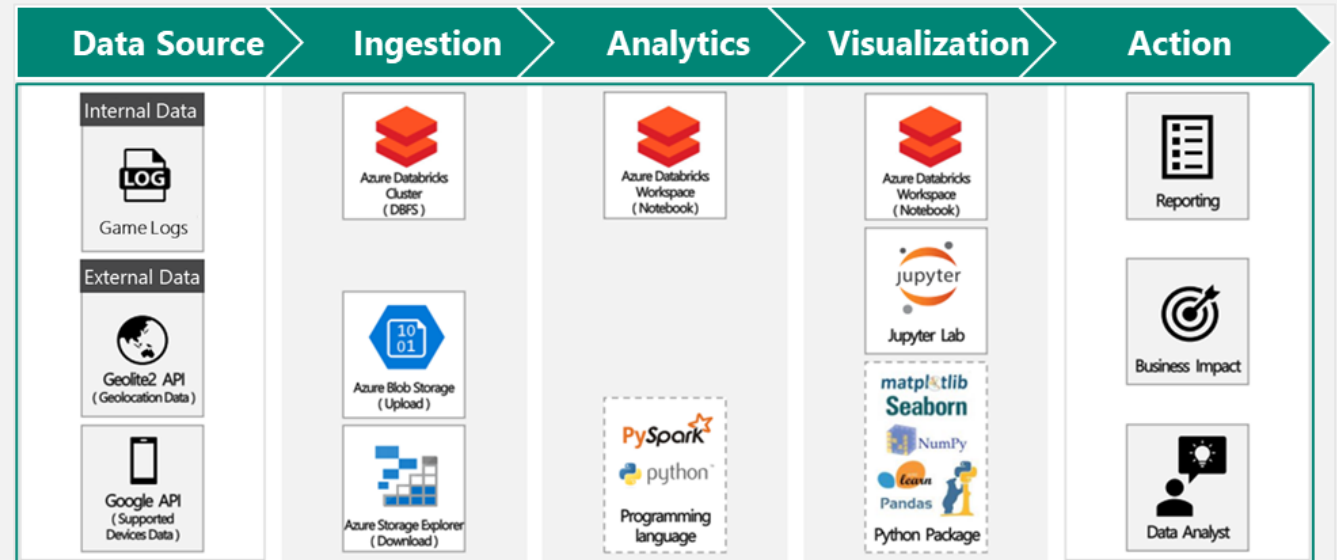 Data Source
Ingestion
Analytics
Visualization
Action
Internal Data
LOG
Game Logs
External Data
Geolite2 API
( Geolocation Data )
Google API
( Supported
Devices Data )
Azure Databricks
Cluster
( DBFS )
10
01
Azure Blob Storage
( Upload )
Azure Storage Explorer
( Download )
Azure Databricks
Workspace
( Notebook )
PySpark
python
Programming
language
Azure Databricks
Workspace
( Notebook )
jupyter
Jupyter Lab
matplotlib
Seaborn
NumPy
learn
Pandas
Python Package
Reporting
Business Impact
Data Analyst